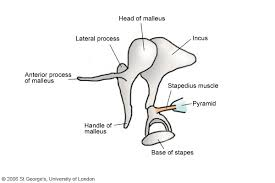 Head of malleus
Lateral process
Incus
Anterior process
of malleus
Stapedius muscle
Pyramid
Handle of
malleus
Base of stapes
© 2006 St George's, University of London